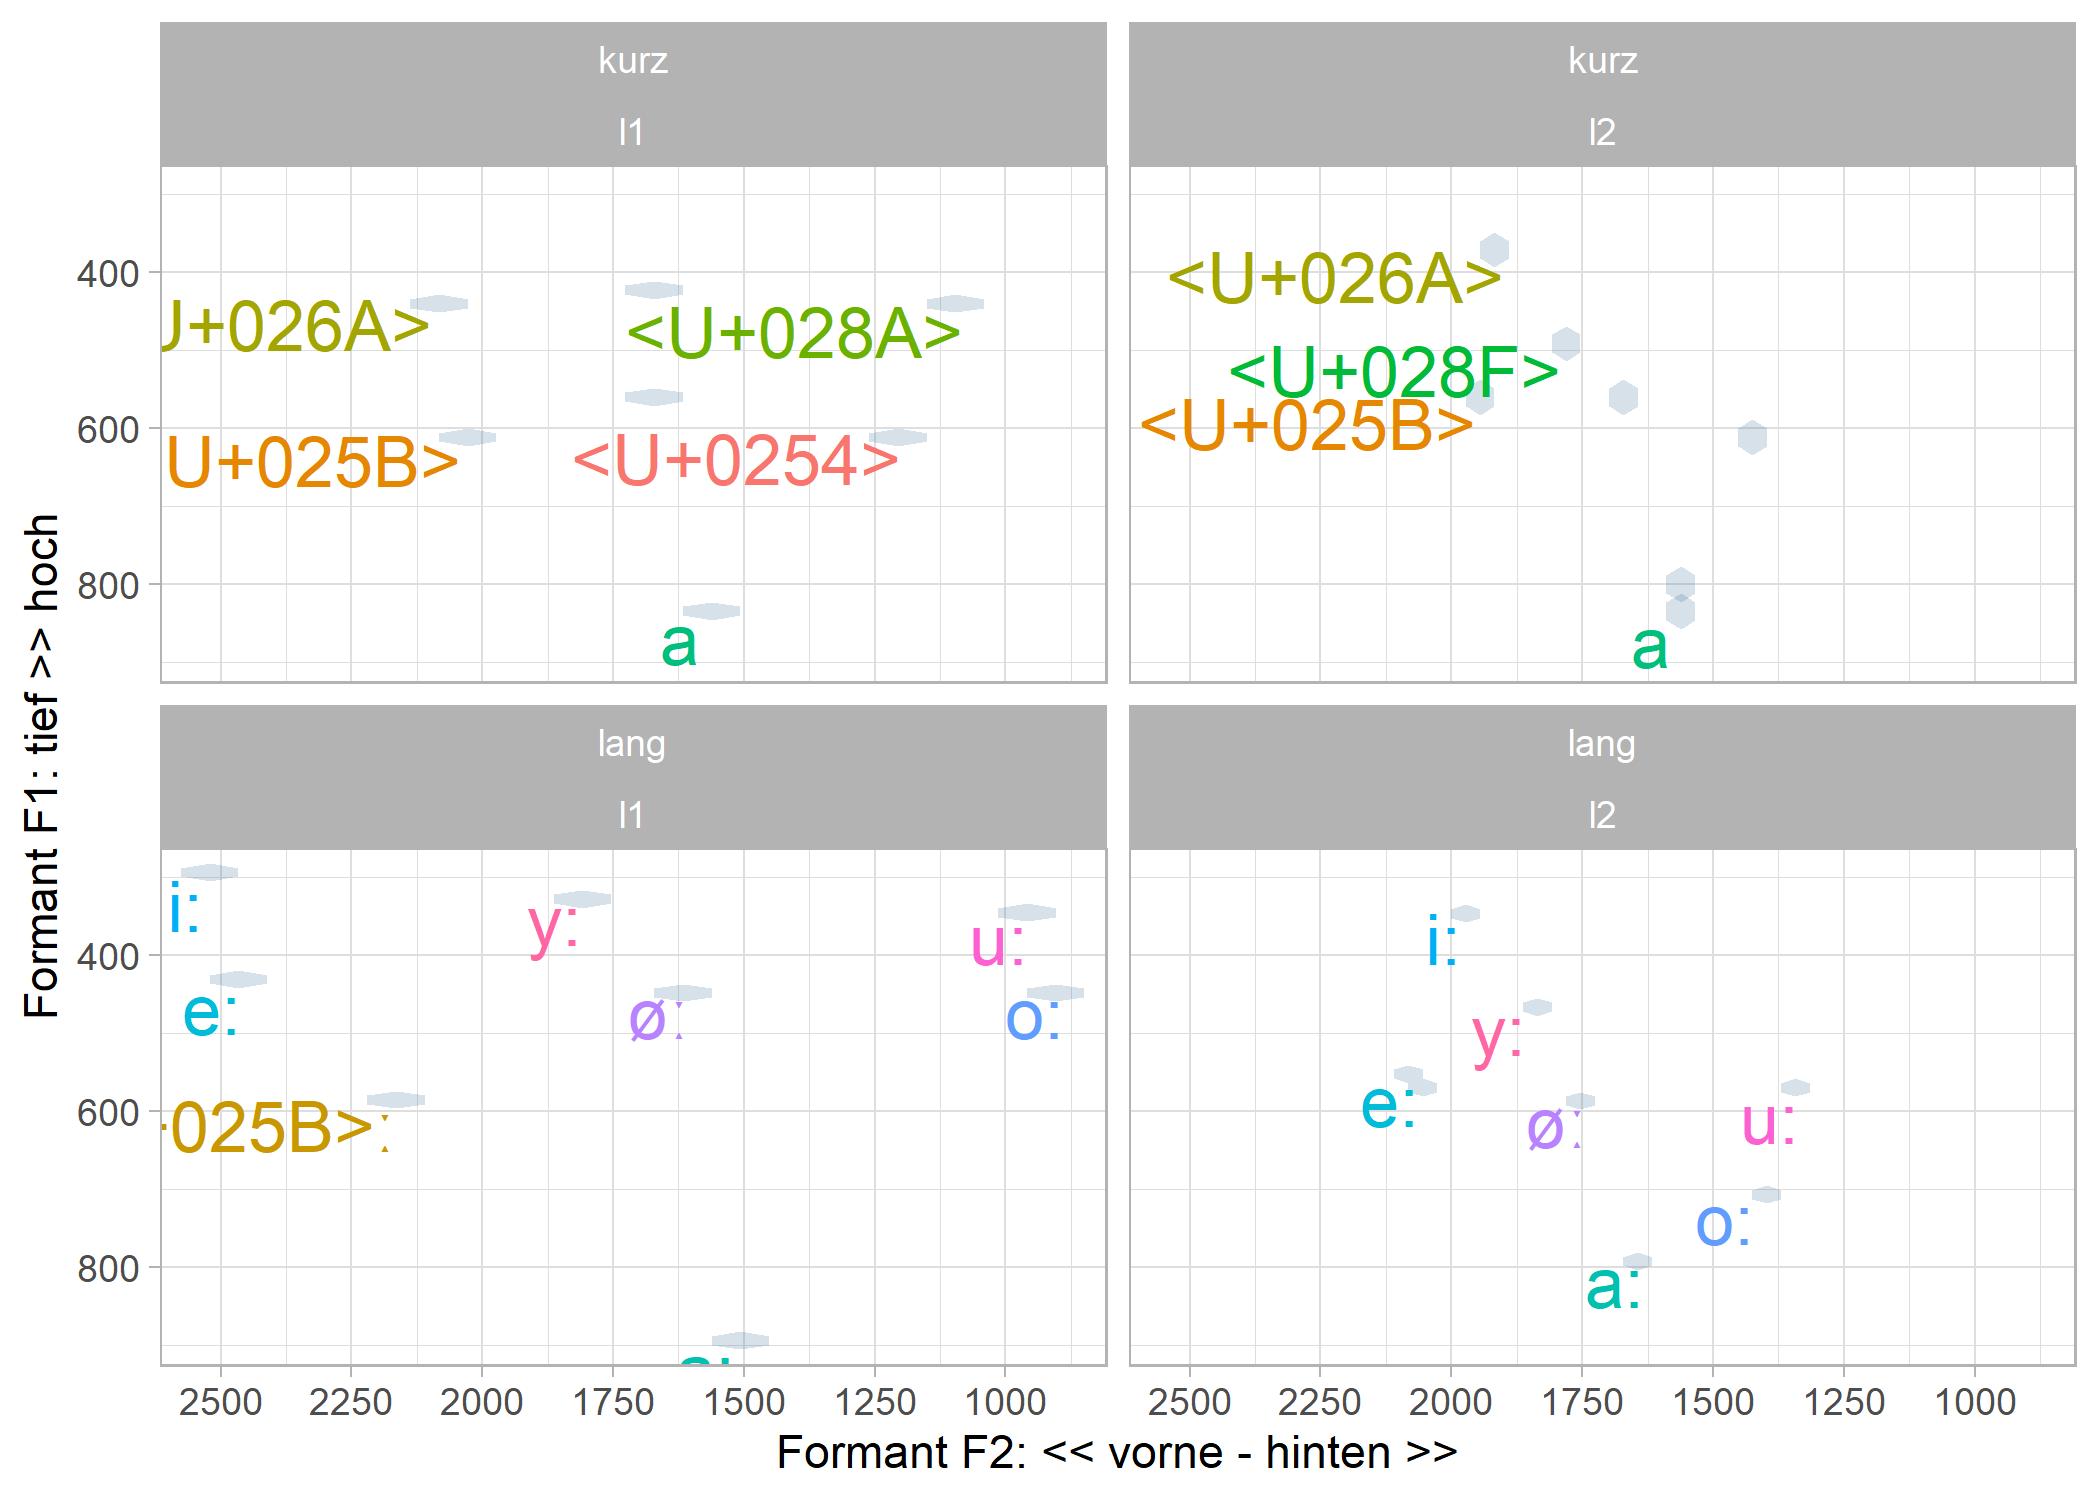 kurz
l1
kurz
l2
400
600
800
U+026A>
<U+028A>
U+025B>
<U+0254>
a
<U+026A>
<U+028F>
<U+025B>
a
lang
l1
lang
l2
400
600
800
i:
y:
u:
e:
øː
o:
025B>ː
a:
i:
y:
e:
øː
u:
o:
a:
2500 2250 2000 1750 1500 1250 1000
2500 2250 2000 1750 1500 1250 1000
Formant F2: << vorne - hinten >>
Formant F1: tief >> hoch